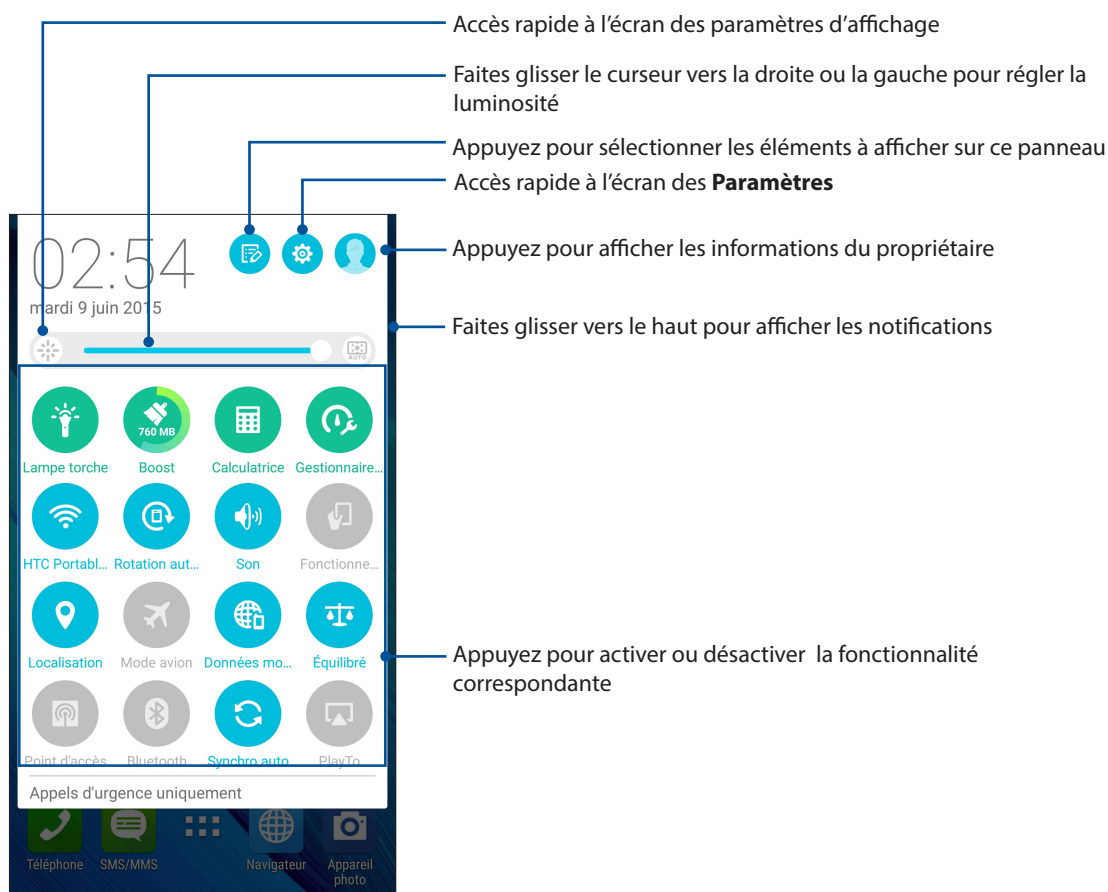 Accès rapide à l'écran des paramètres d'affichage
Faites glisser le curseur vers la droite ou la gauche pour régler la
luminosité
Appuyez pour sélectionner les éléments à afficher sur ce panneau
Accès rapide à l'écran des Paramètres
Appuyez pour afficher les informations du propriétaire
Faites glisser vers le haut pour afficher les notifications
02:54
mardi 9 juin 2015
AUTO
760 MB
Lampe torche Boost Calculatrice Gestionnaire...
HTC Portabl... Rotation aut... Son Fonctionne...
Localisation Mode avion Données mo... Équilibré
Appuyez pour activer ou désactiver la fonctionnalité
correspondante
Point d'accès Bluetooth Synchro auto PlayTo
Appels d'urgence uniquement
Téléphone SMS/MMS Navigateur Appareil
photo